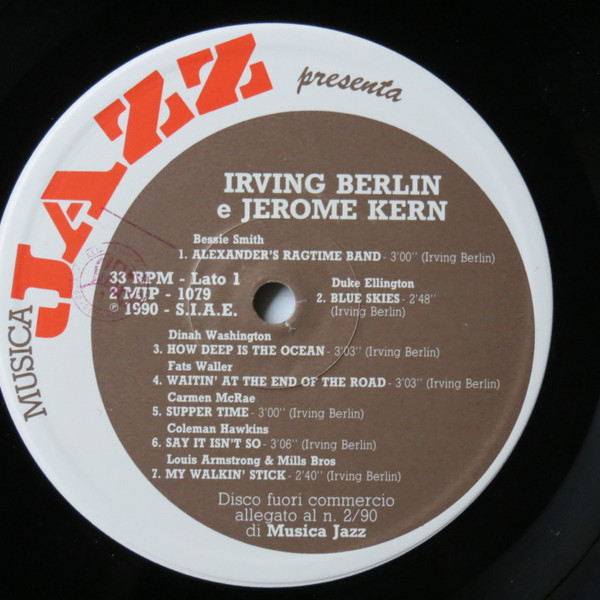 MUSICA JAZZ presenta
IRVING BERLIN
e JEROME KERN
Bessie Smith
1. ALEXANDER'S RAGTIME BAND - 3'00'' (Irving Berlin)
33 RPM - Lato 1
2 MJP - 1079
℗ 1990 - S.I.A.E.
Duke Ellington
2. BLUE SKIES - 2'48''
(Irving Berlin)
Dinah Washington
3. HOW DEEP IS THE OCEAN - 3'03'' (Irving Berlin)
Fats Waller
4. WAITIN' AT THE END OF THE ROAD - 3'03'' (Irving Berlin)
Carmen McRae
5. SUPPER TIME - 3'00'' (Irving Berlin)
Coleman Hawkins
6. SAY IT ISN'T SO - 3'06'' (Irving Berlin)
Louis Armstrong & Mills Bros
7. MY WALKIN' STICK - 2'40'' (Irving Berlin)
Disco fuori commercio
allegato al n. 2/90
di Musica Jazz